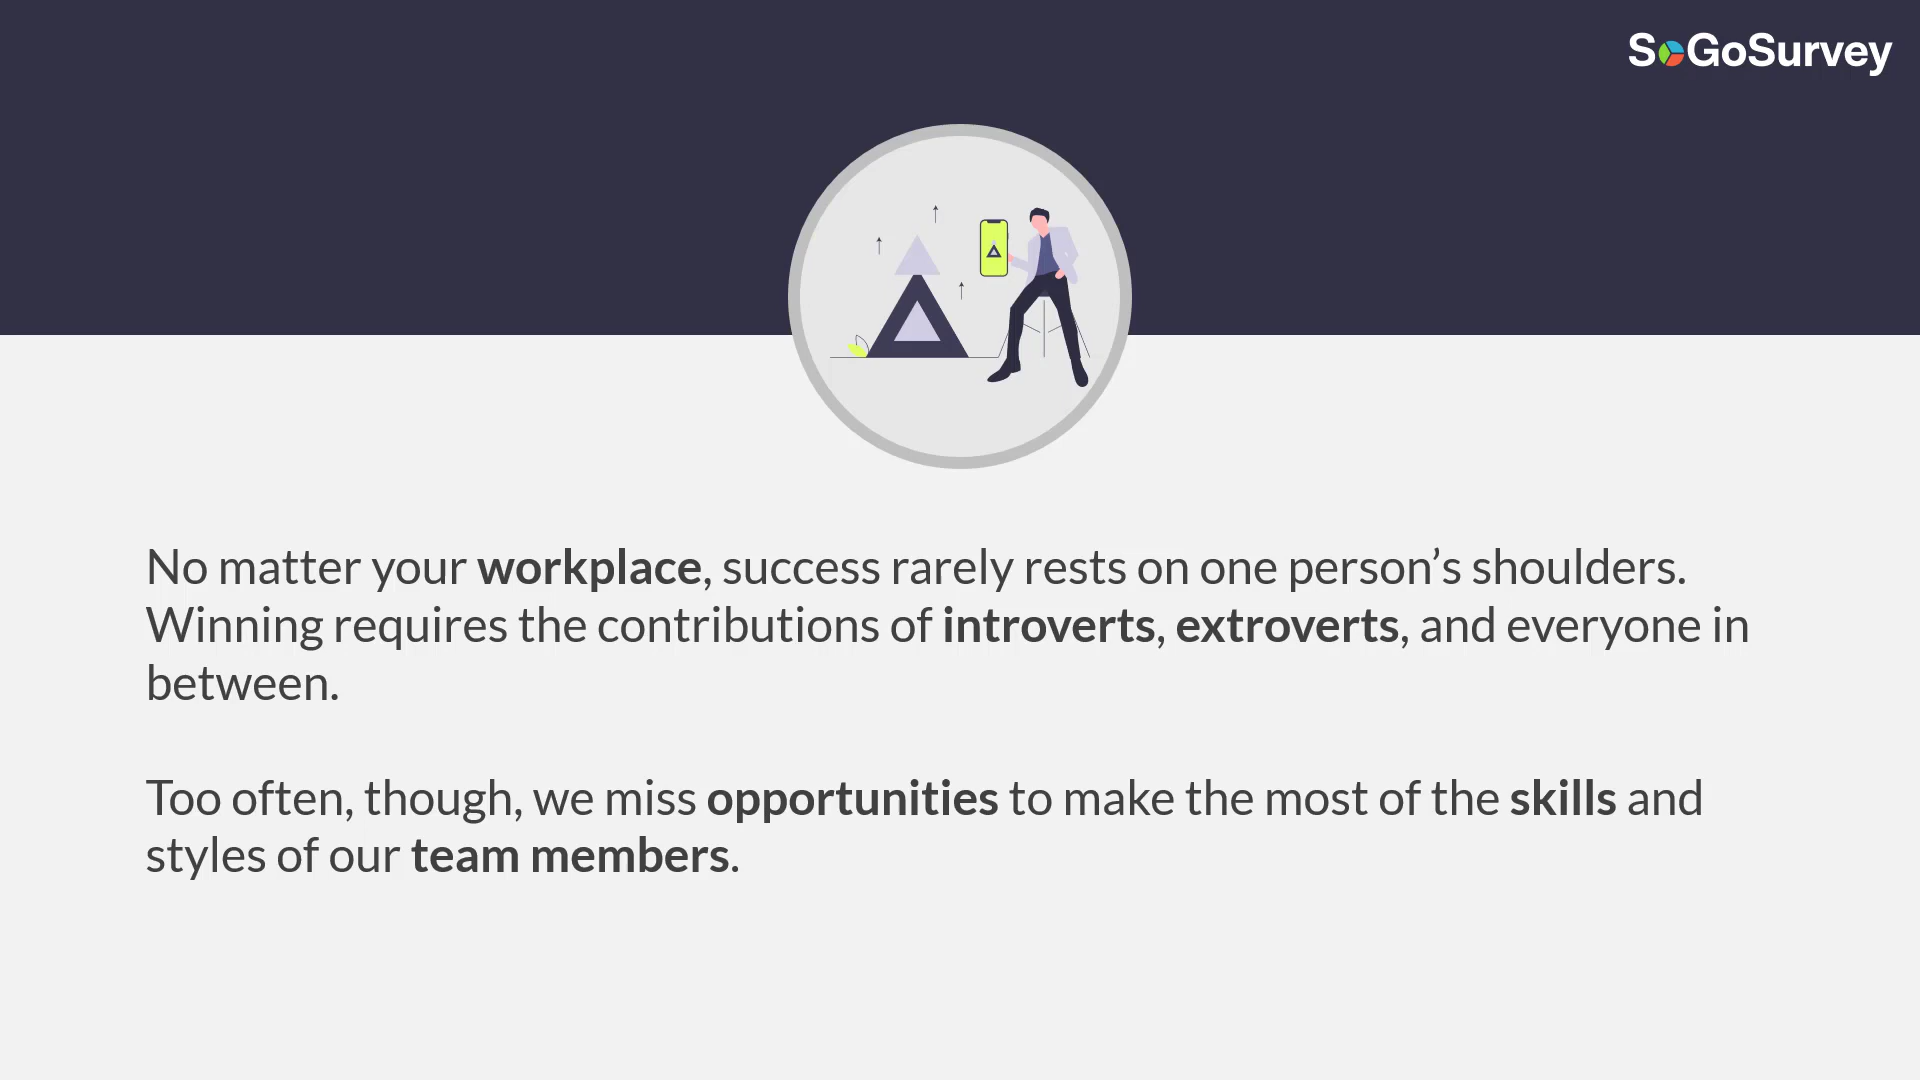 SoGoSurvey
No matter your workplace, success rarely rests on one person’s shoulders.
Winning requires the contributions of introverts, extroverts, and everyone in
between.
Too often, though, we miss opportunities to make the most of the skills and
styles of our team members.